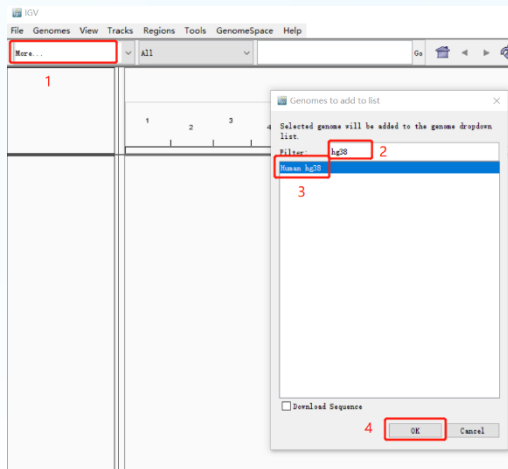 IGV
File Genomes View Tracks Regions Tools GenomeSpace Help
More... All Go
1
Genomes to add to list
1 2 3 4
Selected genome will be added to the genome dropdown
list.
Filter: hg38 2
Human hg38
3
Download Sequence
4 OK Cancel